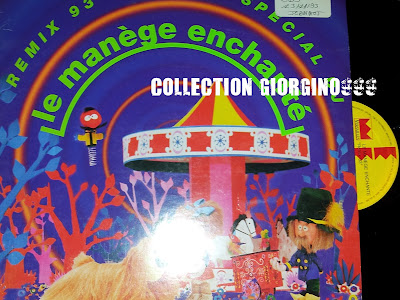 REMIX 93
SPECIAL
le manège enchanté
COLLECTION GIORGINO$$$